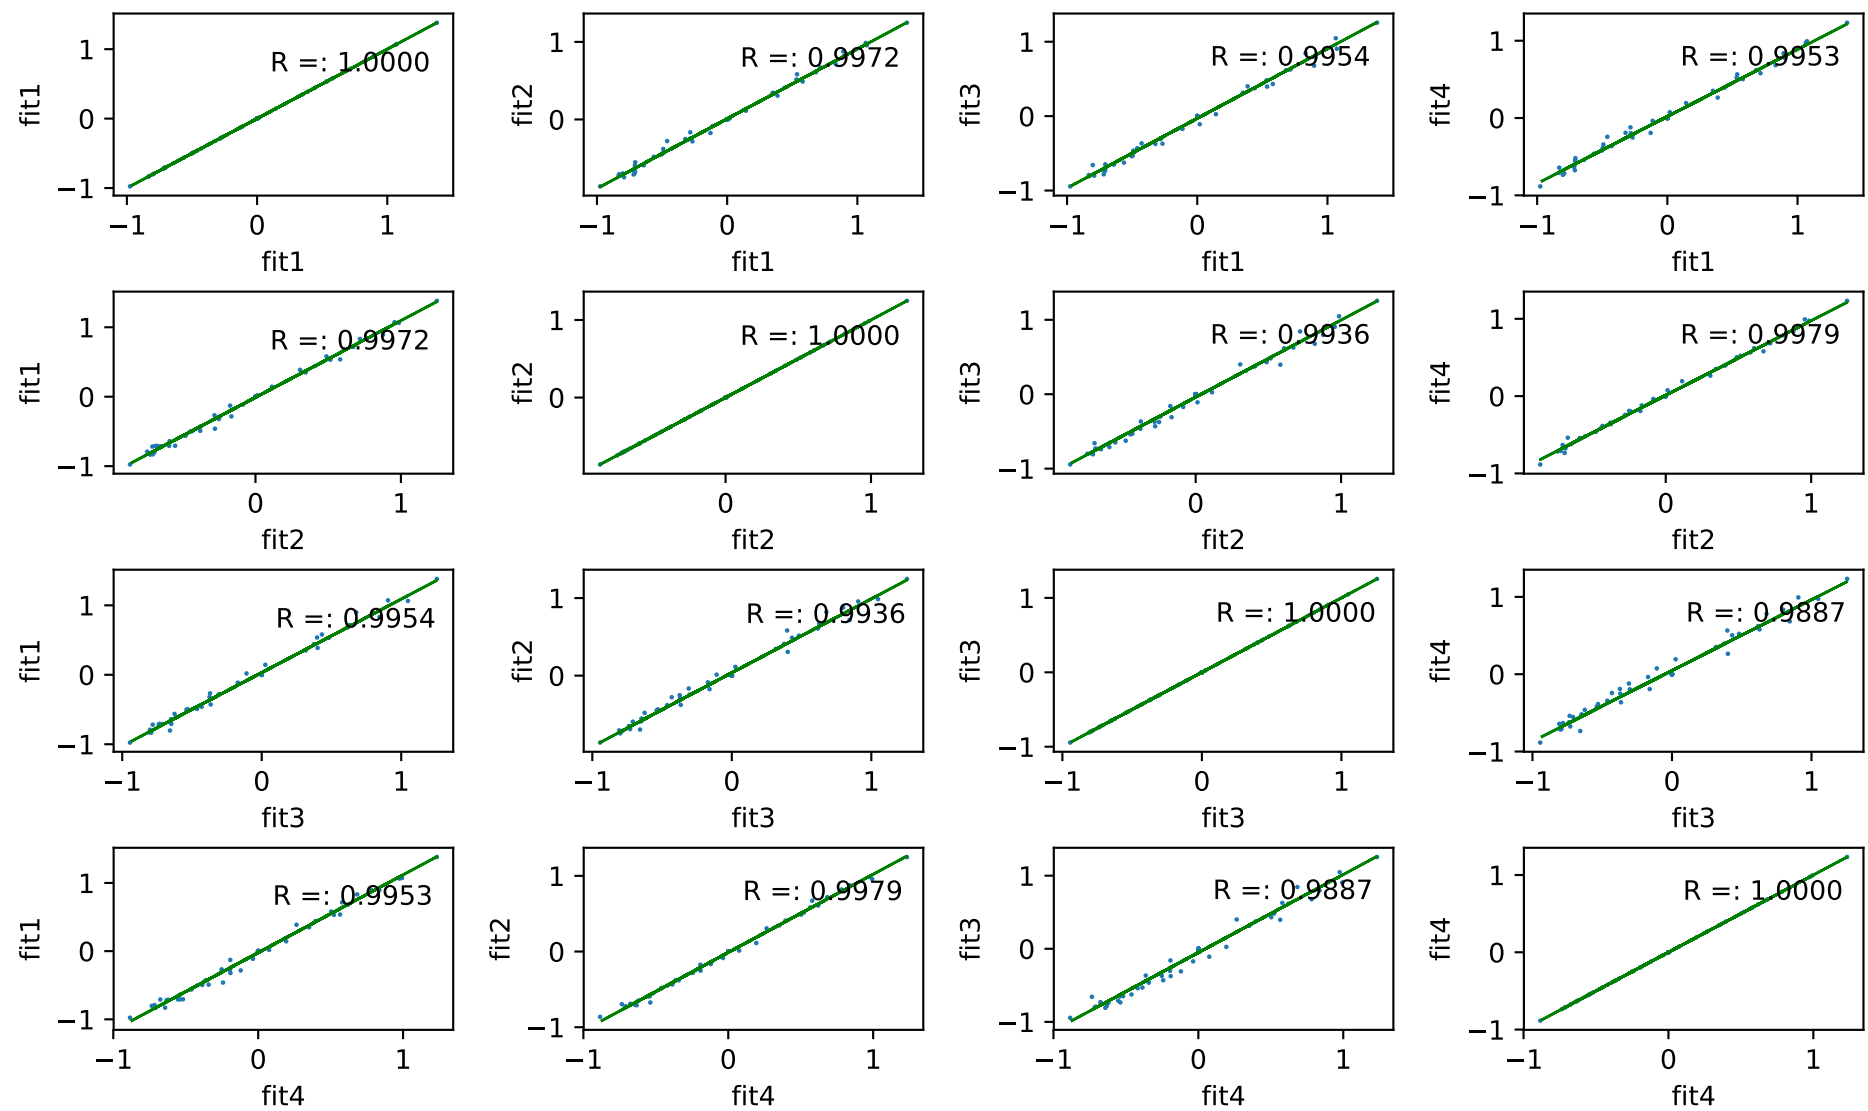 fit1
1
0
−1
R =: 1.0000
−1 0 1
fit1
fit2
1
0
R =: 0.9972
−1 0 1
fit1
fit3
1
0
−1
R =: 0.9954
−1 0 1
fit1
fit4
1
0
−1
R =: 0.9953
−1 0 1
fit1
fit1
1
0
−1
R =: 0.9972
0 1
fit2
fit2
1
0
R =: 1.0000
0 1
fit2
fit3
1
0
−1
R =: 0.9936
0 1
fit2
fit4
1
0
−1
R =: 0.9979
0 1
fit2
fit1
1
0
−1
R =: 0.9954
−1 0 1
fit3
fit2
1
0
R =: 0.9936
−1 0 1
fit3
fit3
1
0
−1
R =: 1.0000
−1 0 1
fit3
fit4
1
0
−1
R =: 0.9887
−1 0 1
fit3
fit1
1
0
−1
R =: 0.9953
−1 0 1
fit4
fit2
1
0
−1
R =: 0.9979
−1 0 1
fit4
fit3
1
0
−1
R =: 0.9887
−1 0 1
fit4
fit4
1
0
−1
R =: 1.0000
−1 0 1
fit4